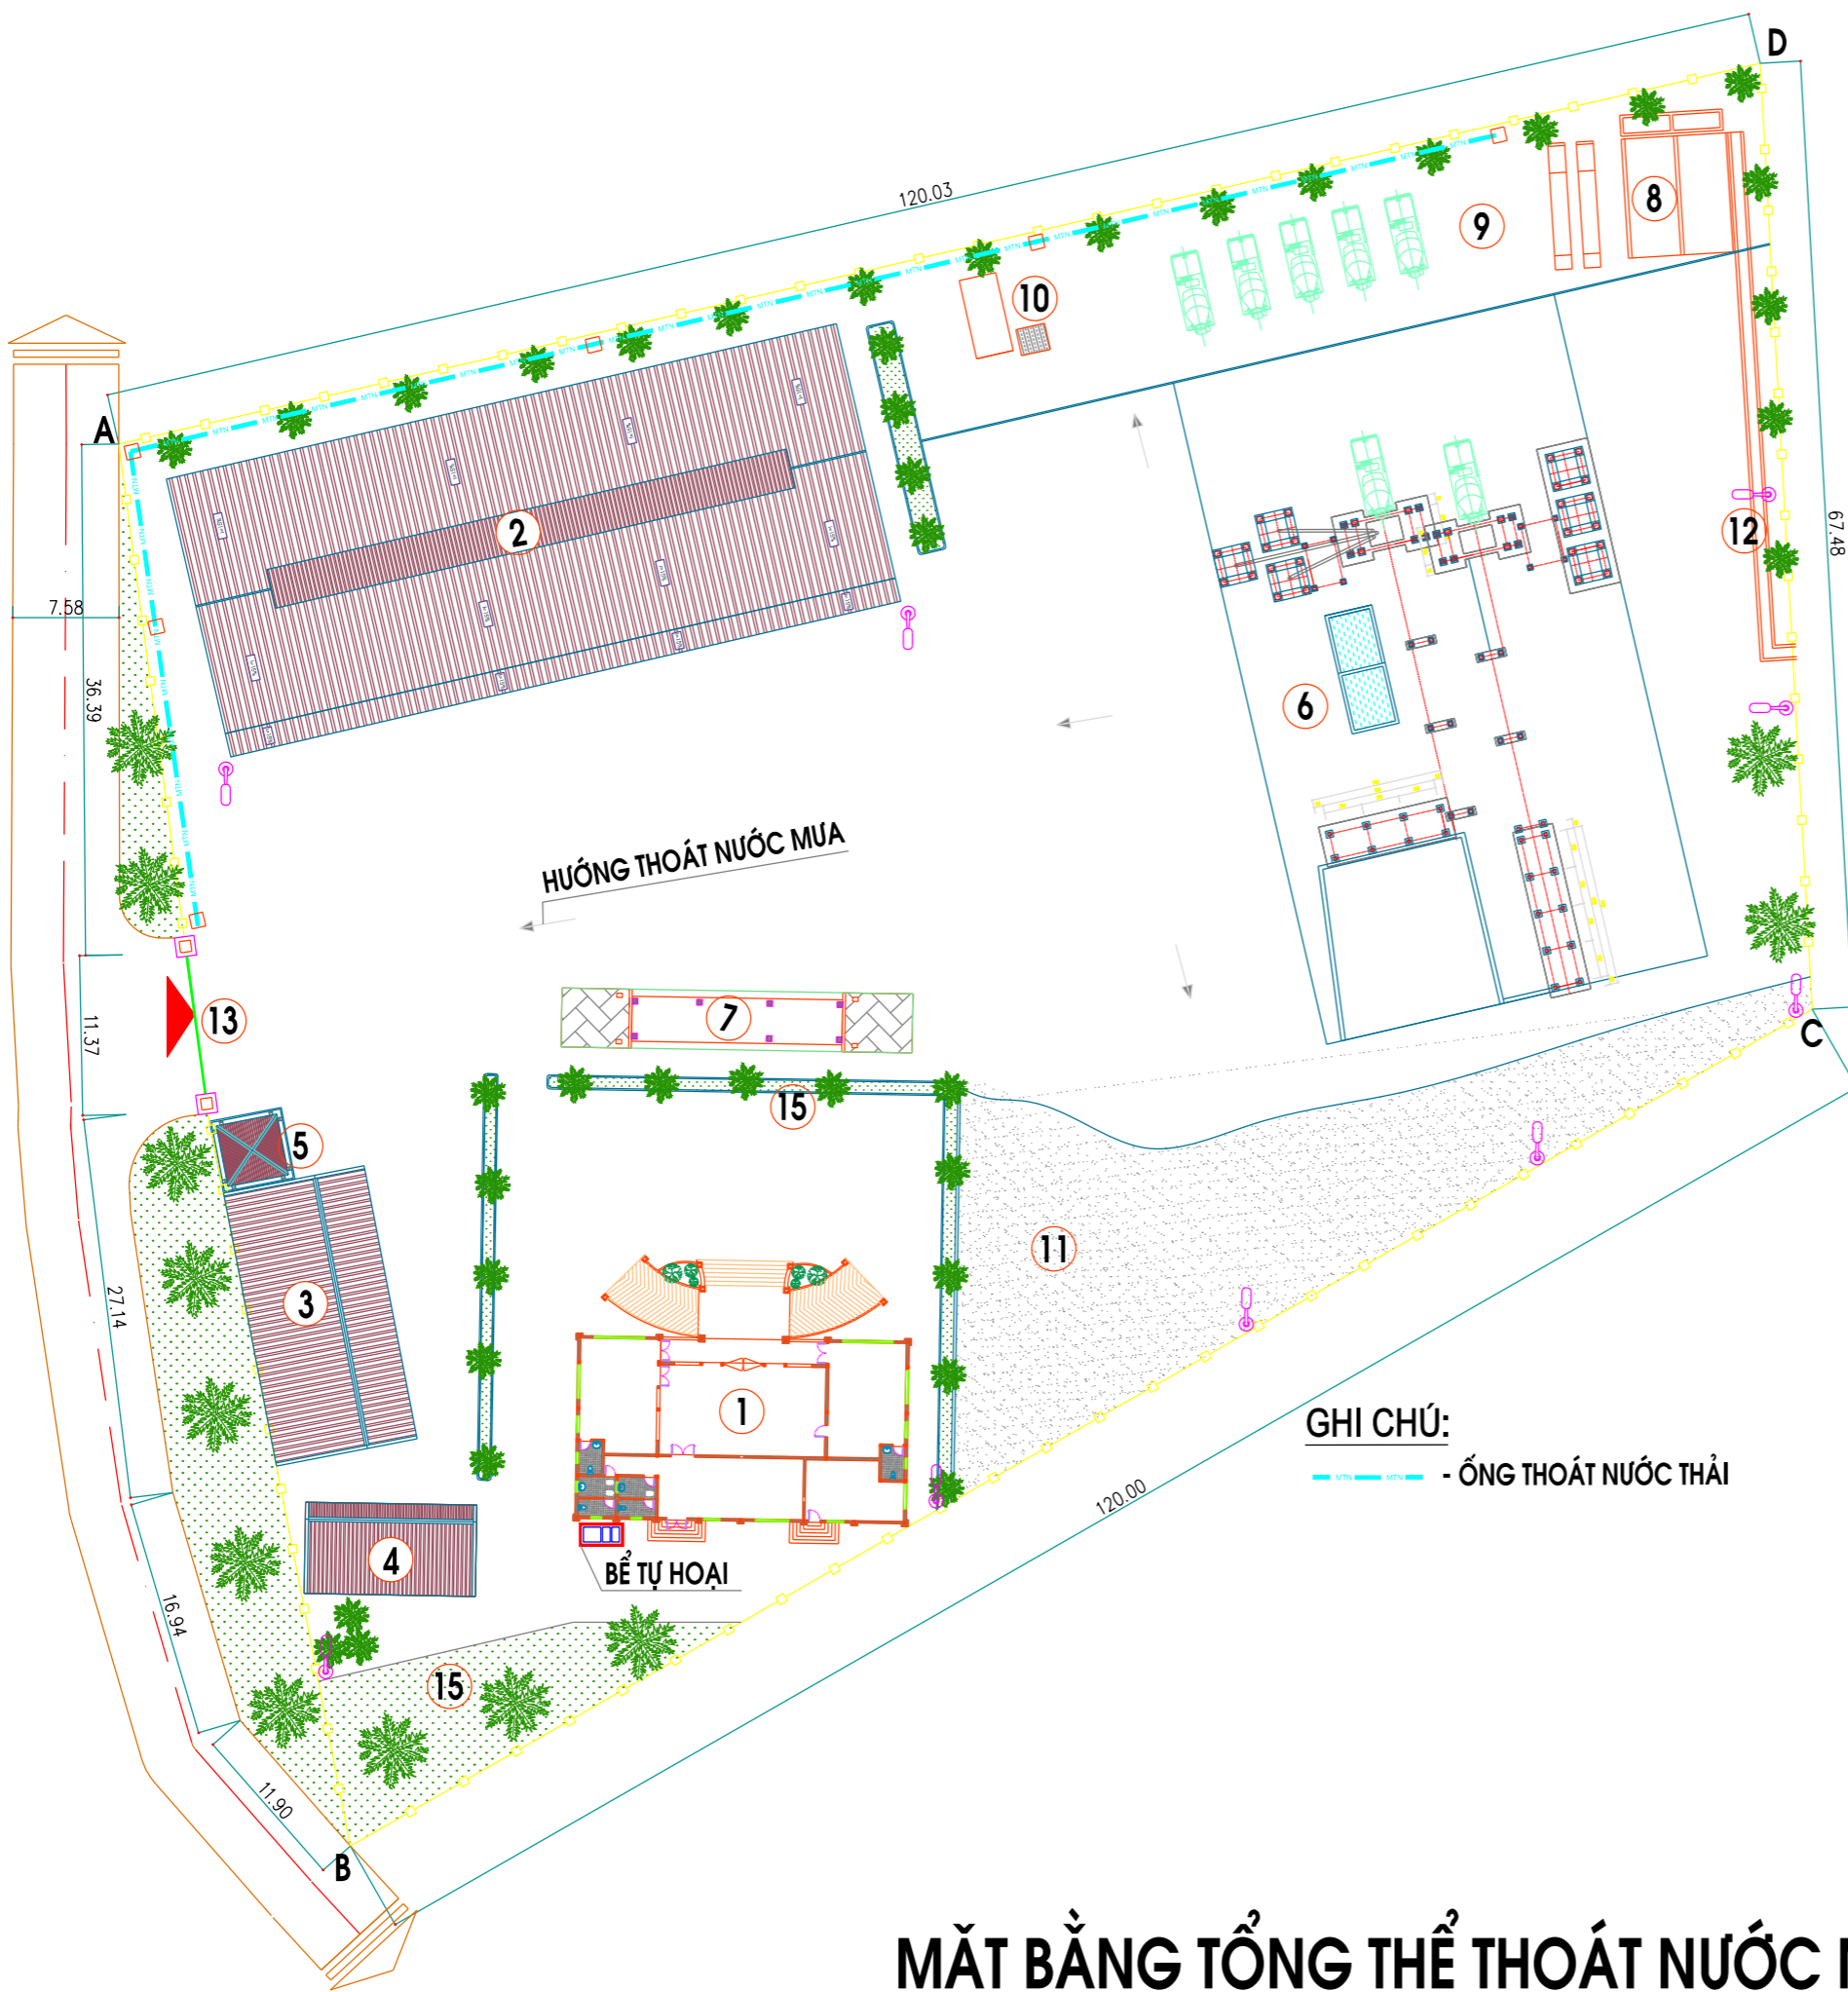 D
120.03
8
9
10
A
2
12
67.48
7.58
36.39
6
HƯỚNG THOÁT NƯỚC MƯA
13
11.37
7
C
15
5
11
27.14
3
1
GHI CHÚ:
MTN MTN - ỐNG THOÁT NƯỚC THẢI
120.00
4
BỂ TỰ HOẠI
16.94
15
11.90
B
MẶT BẰNG TỔNG THỂ THOÁT NƯỚC